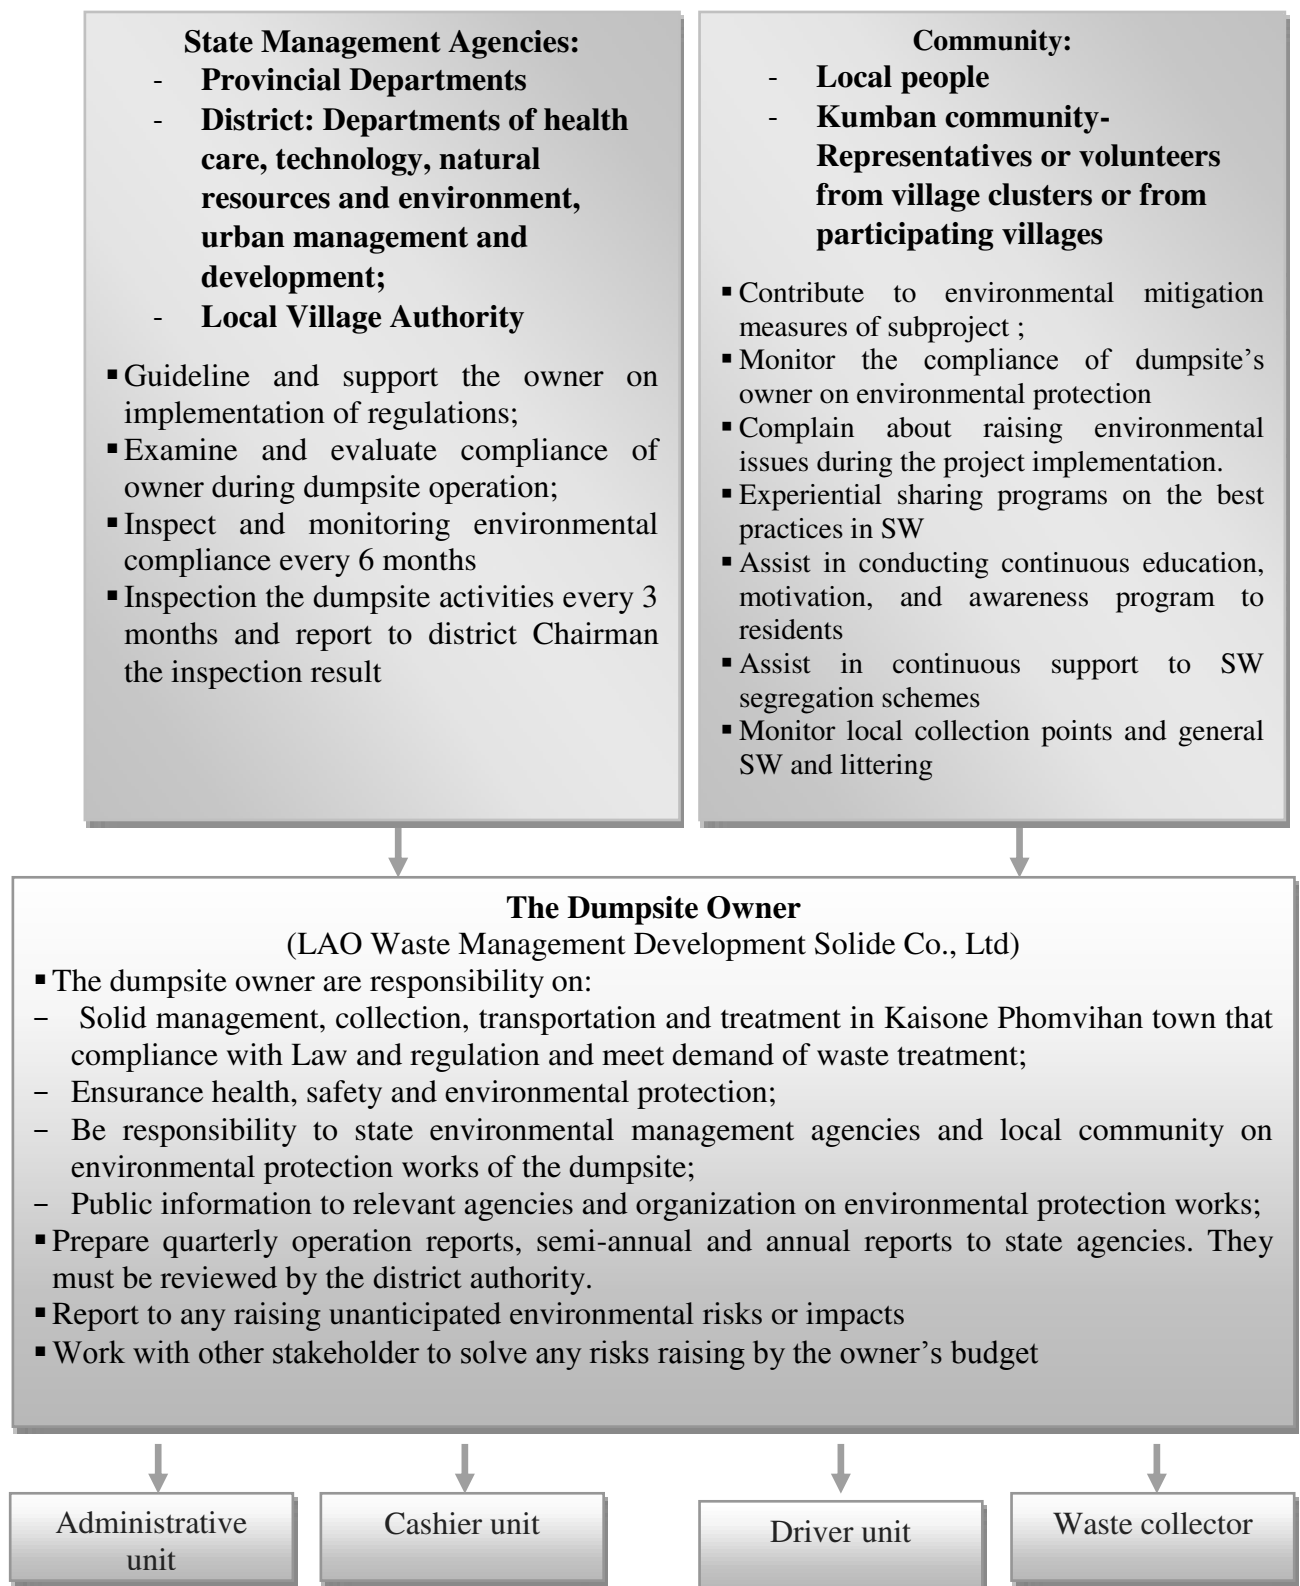 State Management Agencies:
- Provincial Departments
- District: Departments of health
care, technology, natural
resources and environment,
urban management and
development;
- Local Village Authority
▪ Guideline and support the owner on
implementation of regulations;
▪ Examine and evaluate compliance of
owner during dumpsite operation;
▪ Inspect and monitoring environmental
compliance every 6 months
▪ Inspection the dumpsite activities every 3
months and report to district Chairman
the inspection result
Community:
- Local people
- Kumban community-
Representatives or volunteers
from village clusters or from
participating villages
▪ Contribute to environmental mitigation
measures of subproject ;
▪ Monitor the compliance of dumpsite's
owner on environmental protection
▪ Complain about raising environmental
issues during the project implementation.
▪ Experiential sharing programs on the best
practices in SW
▪ Assist in conducting continuous education,
motivation, and awareness program to
residents
▪ Assist in continuous support to SW
segregation schemes
▪ Monitor local collection points and general
SW and littering
The Dumpsite Owner
(LAO Waste Management Development Solide Co., Ltd)
▪ The dumpsite owner are responsibility on:
− Solid management, collection, transportation and treatment in Kaisone Phomvihan town that
compliance with Law and regulation and meet demand of waste treatment;
− Ensurance health, safety and environmental protection;
− Be responsibility to state environmental management agencies and local community on
environmental protection works of the dumpsite;
− Public information to relevant agencies and organization on environmental protection works;
▪ Prepare quarterly operation reports, semi-annual and annual reports to state agencies. They
must be reviewed by the district authority.
▪ Report to any raising unanticipated environmental risks or impacts
▪ Work with other stakeholder to solve any risks raising by the owner's budget
Administrative
unit
Cashier unit
Driver unit
Waste collector